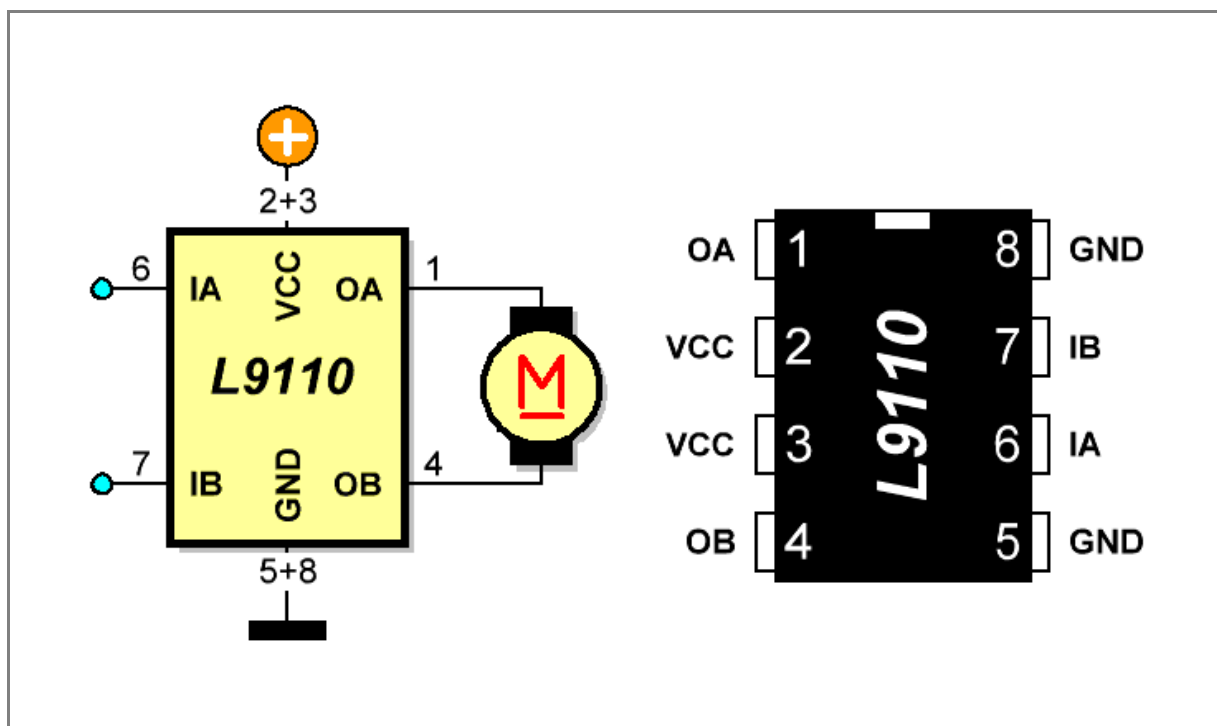 2+3
6 IA VCC OA 1
L9110
M
7 IB GND OB 4
5+8
OA 1 8 GND
VCC 2 7 IB
L9110
VCC 3 6 IA
OB 4 5 GND